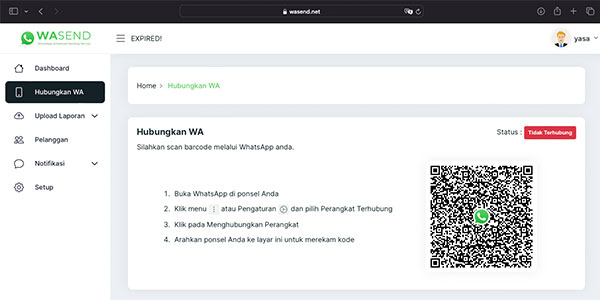 wasend.net
WASEND
EXPIRED!
yasa
Dashboard
Hubungkan WA
Upload Laporan
Pelanggan
Notifikasi
Setup
Home > Hubungkan WA
Hubungkan WA
Status : Tidak Terhubung
Silahkan scan barcode melalui WhatsApp anda.
1. Buka WhatsApp di ponsel Anda
2. Klik menu atau Pengaturan dan pilih Perangkat Terhubung
3. Klik pada Menghubungkan Perangkat
4. Arahkan ponsel Anda ke layar ini untuk merekam kode